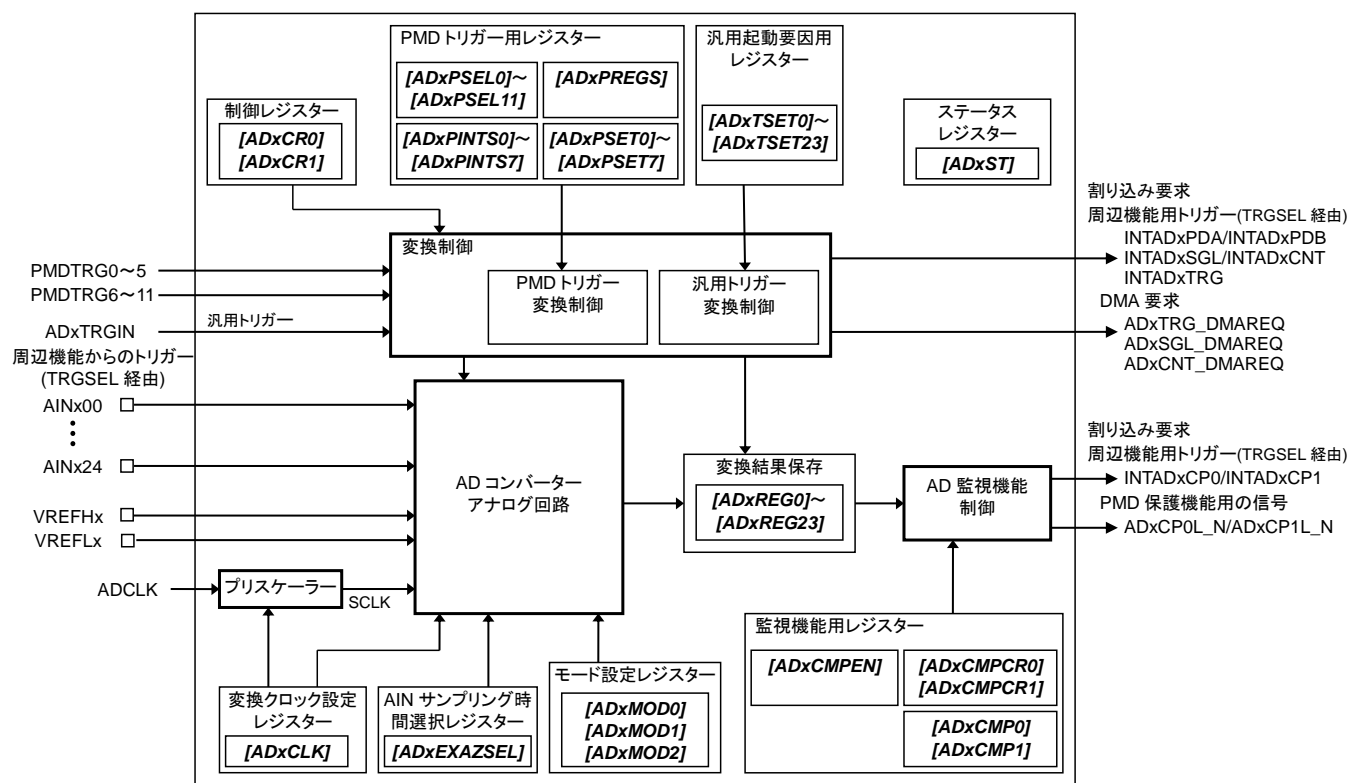 PMD トリガー用レジスター
[ADxPSEL0]～
[ADxPSEL11]
[ADxPREGS]
[ADxPINTS0]～
[ADxPINTS7]
[ADxPSET0]～
[ADxPSET7]
汎用起動要因用
レジスター
[ADxTSET0]～
[ADxTSET23]
制御レジスター
[ADxCR0]
[ADxCR1]
ステータス
レジスター
[ADxST]
変換制御
PMD トリガー
変換制御
汎用トリガー
変換制御
PMDTRG0～5
PMDTRG6～11
ADxTRGIN
汎用トリガー
周辺機能からのトリガー
(TRGSEL 経由)
割り込み要求
周辺機能用トリガー(TRGSEL 経由)
INTADxPDA/INTADxPDB
INTADxSGL/INTADxCNT
INTADxTRG
DMA 要求
ADxTRG_DMAREQ
ADxSGL_DMAREQ
ADxCNT_DMAREQ
AINx00
AINx24
VREFHx
VREFLx
ADCLK
プリスケーラー
SCLK
AD コンバーター
アナログ回路
変換結果保存
[ADxREG0]～
[ADxREG23]
AD 監視機能
制御
割り込み要求
周辺機能用トリガー(TRGSEL 経由)
INTADxCP0/INTADxCP1
PMD 保護機能用の信号
ADxCP0L_N/ADxCP1L_N
変換クロック設定
レジスター
[ADxCLK]
AIN サンプリング時
間選択レジスター
[ADxEXAZSEL]
モード設定レジスター
[ADxMOD0]
[ADxMOD1]
[ADxMOD2]
監視機能用レジスター
[ADxCMPEN]
[ADxCMPCR0]
[ADxCMPCR1]
[ADxCMP0]
[ADxCMP1]